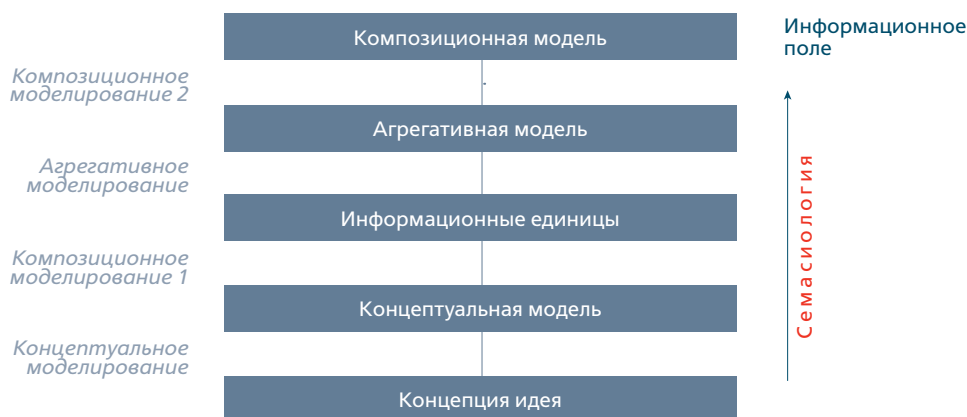 Композиционная модель
Информационное
поле
Композиционное
моделирование 2
Агрегативная модель
Агрегативное
моделирование
Информационные единицы
Композиционное
моделирование 1
Концептуальная модель
Концептуальное
моделирование
Концепция идея
Семасиология